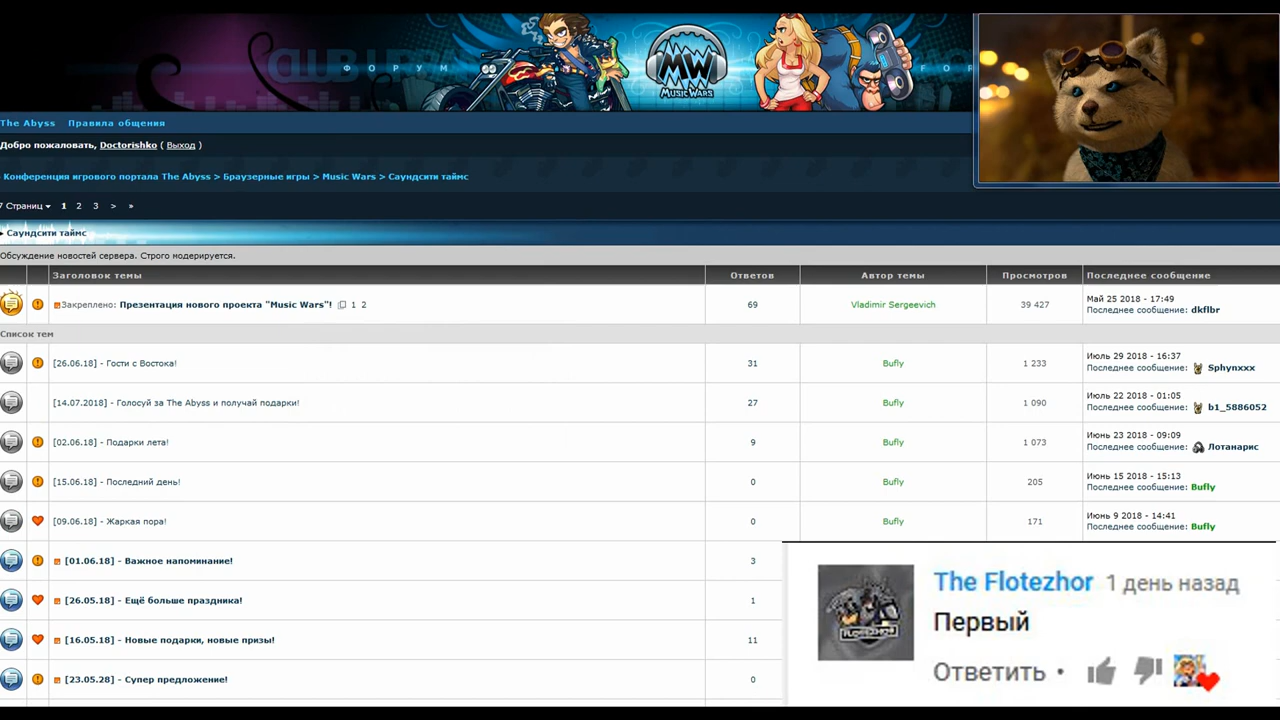 CLUB LIFE
ФОРУМ
MW
MUSICWARS
FOR
The Abyss Правила общения
Добро пожаловать, Doctorishko ( Выход )
Конференция игрового портала The Abyss > Браузерные игры > Music Wars > Саундсити таймс
7 Страниц 1 2 3 > »
Саундсити таймс
Обсуждение новостей сервера. Строго модерируется.
Заголовок темы Ответов Автор темы Просмотров Последнее сообщение
Закреплено: Презентация нового проекта "Music Wars"! 1 2 69 Vladimir Sergeevich 39 427 Май 25 2018 - 17:49
Последнее сообщение: dkflbr
Список тем
[26.06.18] - Гости с Востока! 31 Bufly 1 233 Июль 29 2018 - 16:37
Последнее сообщение: Sphynxxx
[14.07.2018] - Голосуй за The Abyss и получай подарки! 27 Bufly 1 090 Июль 22 2018 - 01:05
Последнее сообщение: b1_5886052
[02.06.18] - Подарки лета! 9 Bufly 1 073 Июнь 23 2018 - 09:09
Последнее сообщение: Лотанарис
[15.06.18] - Последний день! 0 Bufly 205 Июнь 15 2018 - 15:13
Последнее сообщение: Bufly
[09.06.18] - Жаркая пора! 0 Bufly 171 Июнь 9 2018 - 14:41
Последнее сообщение: Bufly
[01.06.18] - Важное напоминание! 3
[26.05.18] - Ещё больше праздника! 1
[16.05.18] - Новые подарки, новые призы! 11
[23.05.28] - Супер предложение! 0
The Flotezhor 1 день назад
Первый
Ответить •
FLOTEZHOR